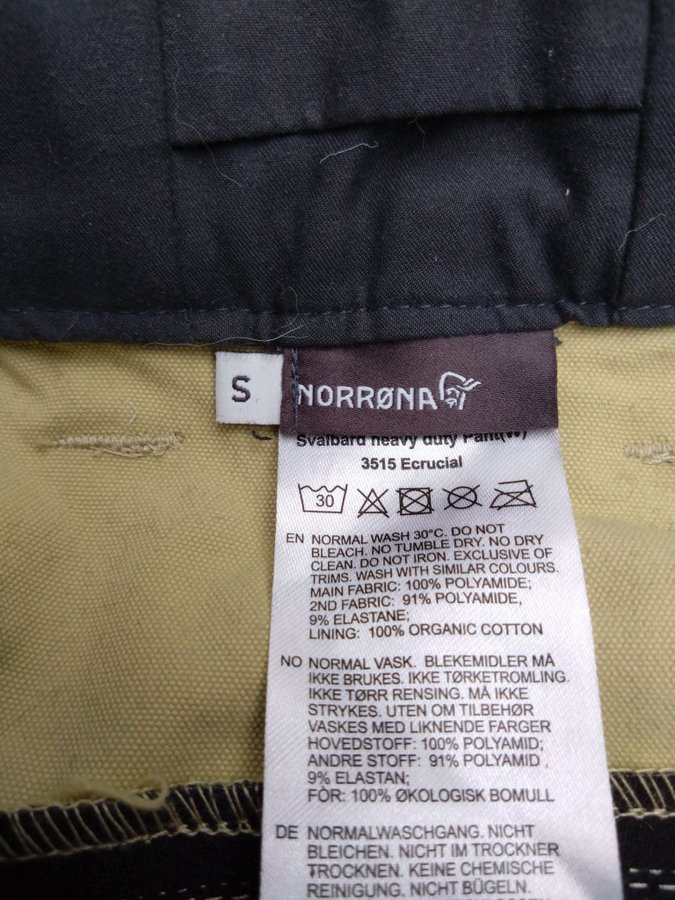 S
NORRØNA
Svalbard heavy duty Pant(W)
3515 Ecrucial
30
EN NORMAL WASH 30°C. DO NOT
BLEACH. NO TUMBLE DRY. NO DRY
CLEAN. DO NOT IRON. EXCLUSIVE OF
TRIMS. WASH WITH SIMILAR COLOURS.
MAIN FABRIC: 100% POLYAMIDE;
2ND FABRIC: 91% POLYAMIDE,
9% ELASTANE;
LINING: 100% ORGANIC COTTON
NO NORMAL VASK. BLEKEMIDLER MÅ
IKKE BRUKES. IKKE TØRKETROMLING.
IKKE TØRR RENSING. MÅ IKKE
STRYKES. UTEN OM TILBEHØR
VASKES MED LIKNENDE FARGER
HOVEDSTOFF: 100% POLYAMID;
ANDRE STOFF: 91% POLYAMID ,
9% ELASTAN;
FÓR: 100% ØKOLOGISK BOMULL
DE NORMALWASCHGANG. NICHT
BLEICHEN. NICHT IM TROCKNER
TROCKNEN. KEINE CHEMISCHE
REINIGUNG. NICHT BÜGELN.